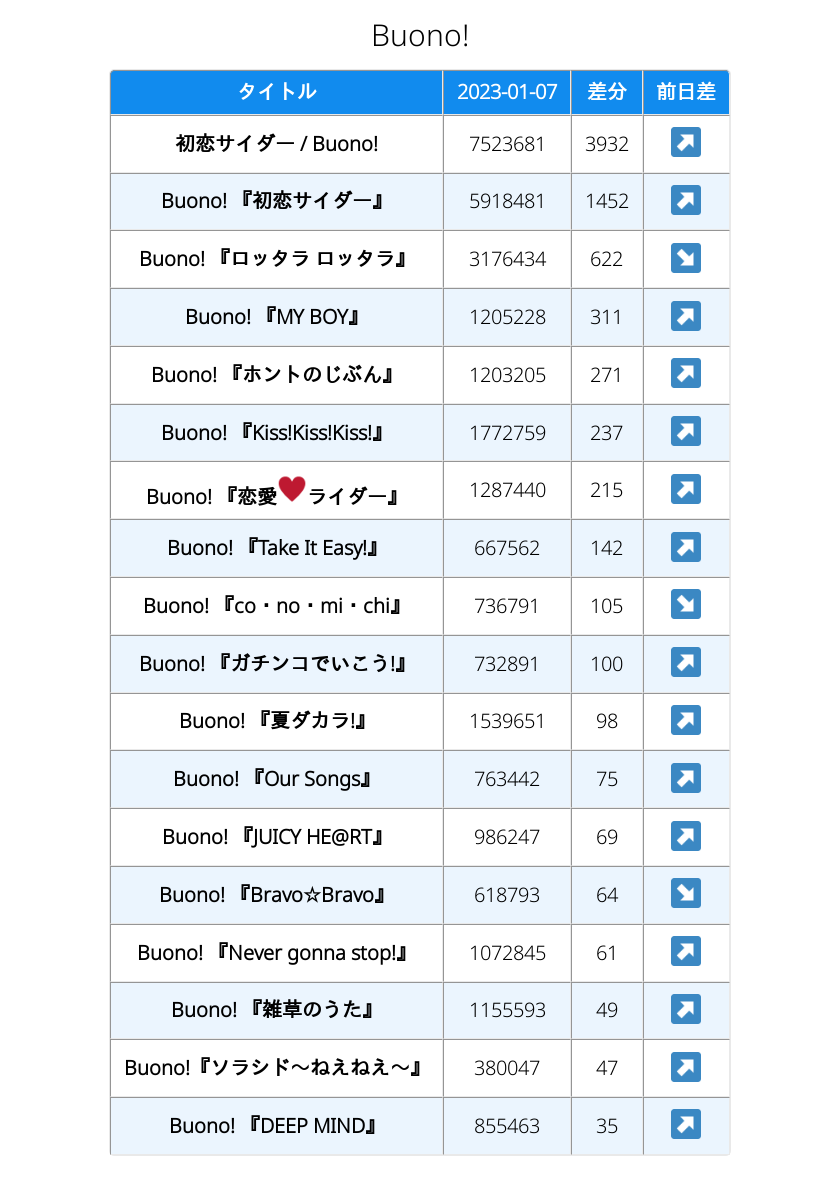 Buono!
タイトル 2023-01-07 差分 前日差
初恋サイダー / Buono! 7523681 3932 ↗
Buono! 『初恋サイダー』 5918481 1452 ↗
Buono! 『ロッタラ ロッタラ』 3176434 622 ↘
Buono! 『MY BOY』 1205228 311 ↗
Buono! 『ホントのじぶん』 1203205 271 ↗
Buono! 『Kiss!Kiss!Kiss!』 1772759 237 ↗
Buono! 『恋愛♥ライダー』 1287440 215 ↗
Buono! 『Take It Easy!』 667562 142 ↗
Buono! 『co・no・mi・chi』 736791 105 ↘
Buono! 『ガチンコでいこう!』 732891 100 ↗
Buono! 『夏ダカラ!』 1539651 98 ↗
Buono! 『Our Songs』 763442 75 ↗
Buono! 『JUICY HE@RT』 986247 69 ↗
Buono! 『Bravo☆Bravo』 618793 64 ↘
Buono! 『Never gonna stop!』 1072845 61 ↗
Buono! 『雑草のうた』 1155593 49 ↗
Buono!『ソラシド〜ねえねえ〜』 380047 47 ↗
Buono! 『DEEP MIND』 855463 35 ↗